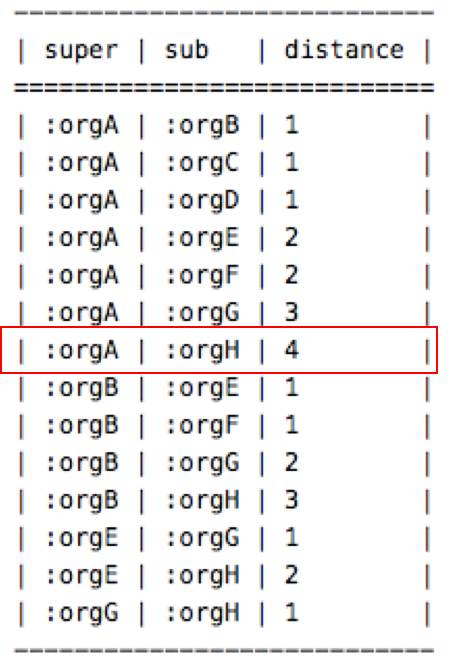 -----------------------------
| super | sub   | distance |
=============================
| :orgA | :orgB | 1        |
| :orgA | :orgC | 1        |
| :orgA | :orgD | 1        |
| :orgA | :orgE | 2        |
| :orgA | :orgF | 2        |
| :orgA | :orgG | 3        |
| :orgA | :orgH | 4        |
| :orgB | :orgE | 1        |
| :orgB | :orgF | 1        |
| :orgB | :orgG | 2        |
| :orgB | :orgH | 3        |
| :orgE | :orgG | 1        |
| :orgE | :orgH | 2        |
| :orgG | :orgH | 1        |
-----------------------------